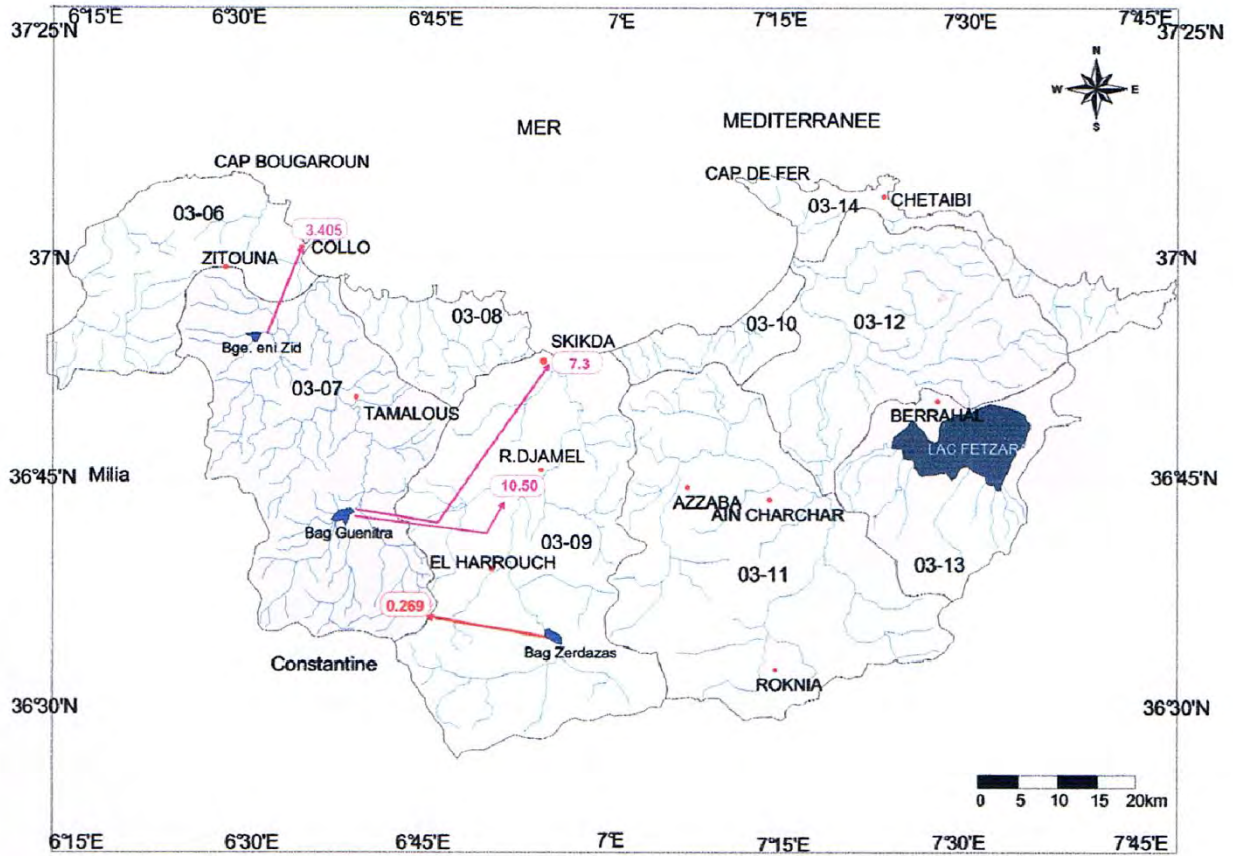 6°15'E 6°30'E 6°45'E 7'E 7°15'E 7°30'E 7°45'E
37°25'N 37°25'N
N
W E
S
MER MEDITERRANEE
CAP BOUGAROUN
CAP DE FER
03-06
03-14 CHETAIBI
3.405
COLLO
37'N ZITOUNA 37°N
03-08
03-10 03-12
Bge. eni Zid
SKIKDA
7.3
03-07
TAMALOUS
BERRAHAL
LAC FETZAR
R.DJAMEL
36°45'N Milia 36°45'N
10.50
AZZABA
AIN CHARCHAR
Bag Guenitra
03-09
EL HARROUCH
03-11 03-13
0.269
Bag Zerdazas
Constantine
ROKNIA
36°30'N 36°30'N
0 5 10 15 20km
6°15'E 6°30'E 6°45'E 7°E 7°15'E 7°30'E 7°45'E